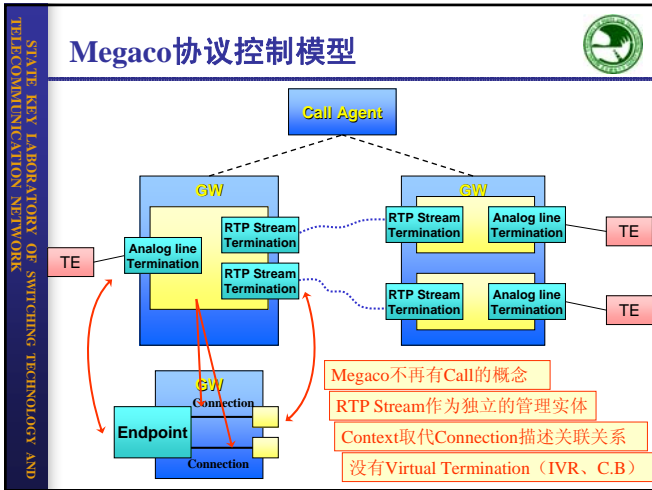 Megaco协议控制模型
STATE KEY LABORATORY OF SWITCHING TECHNOLOGY AND
TELECOMMUNICATION NETWORK
Call Agent
GW
GW
RTP Stream
Termination
RTP Stream
Termination
Analog line
Termination
TE
Analog line
Termination
TE
RTP Stream
Termination
RTP Stream
Termination
Analog line
Termination
TE
GW
Connection
Endpoint
Connection
Megaco不再有Call的概念
RTP Stream作为独立的管理实体
Context取代Connection描述关联关系
没有Virtual Termination（IVR、C.B）